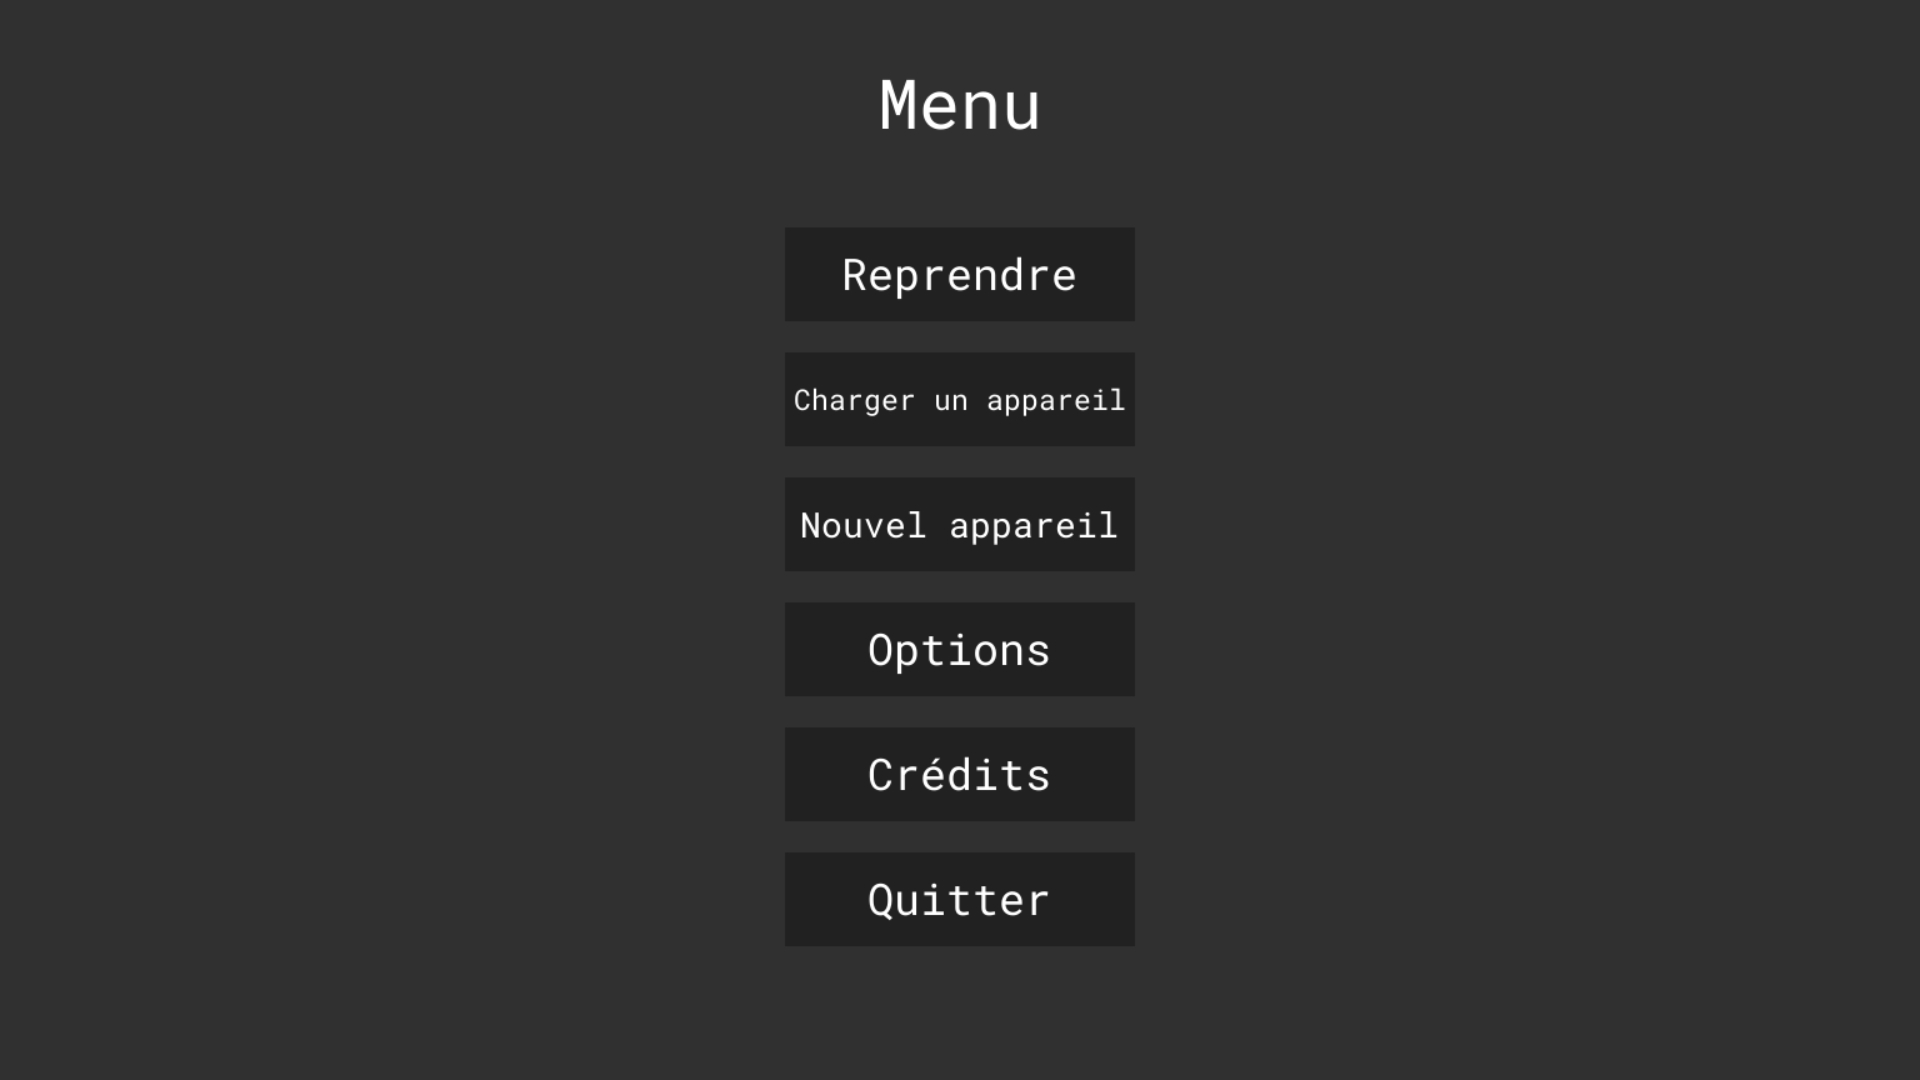 Menu
Reprendre
Charger un appareil
Nouvel appareil
Options
Crédits
Quitter